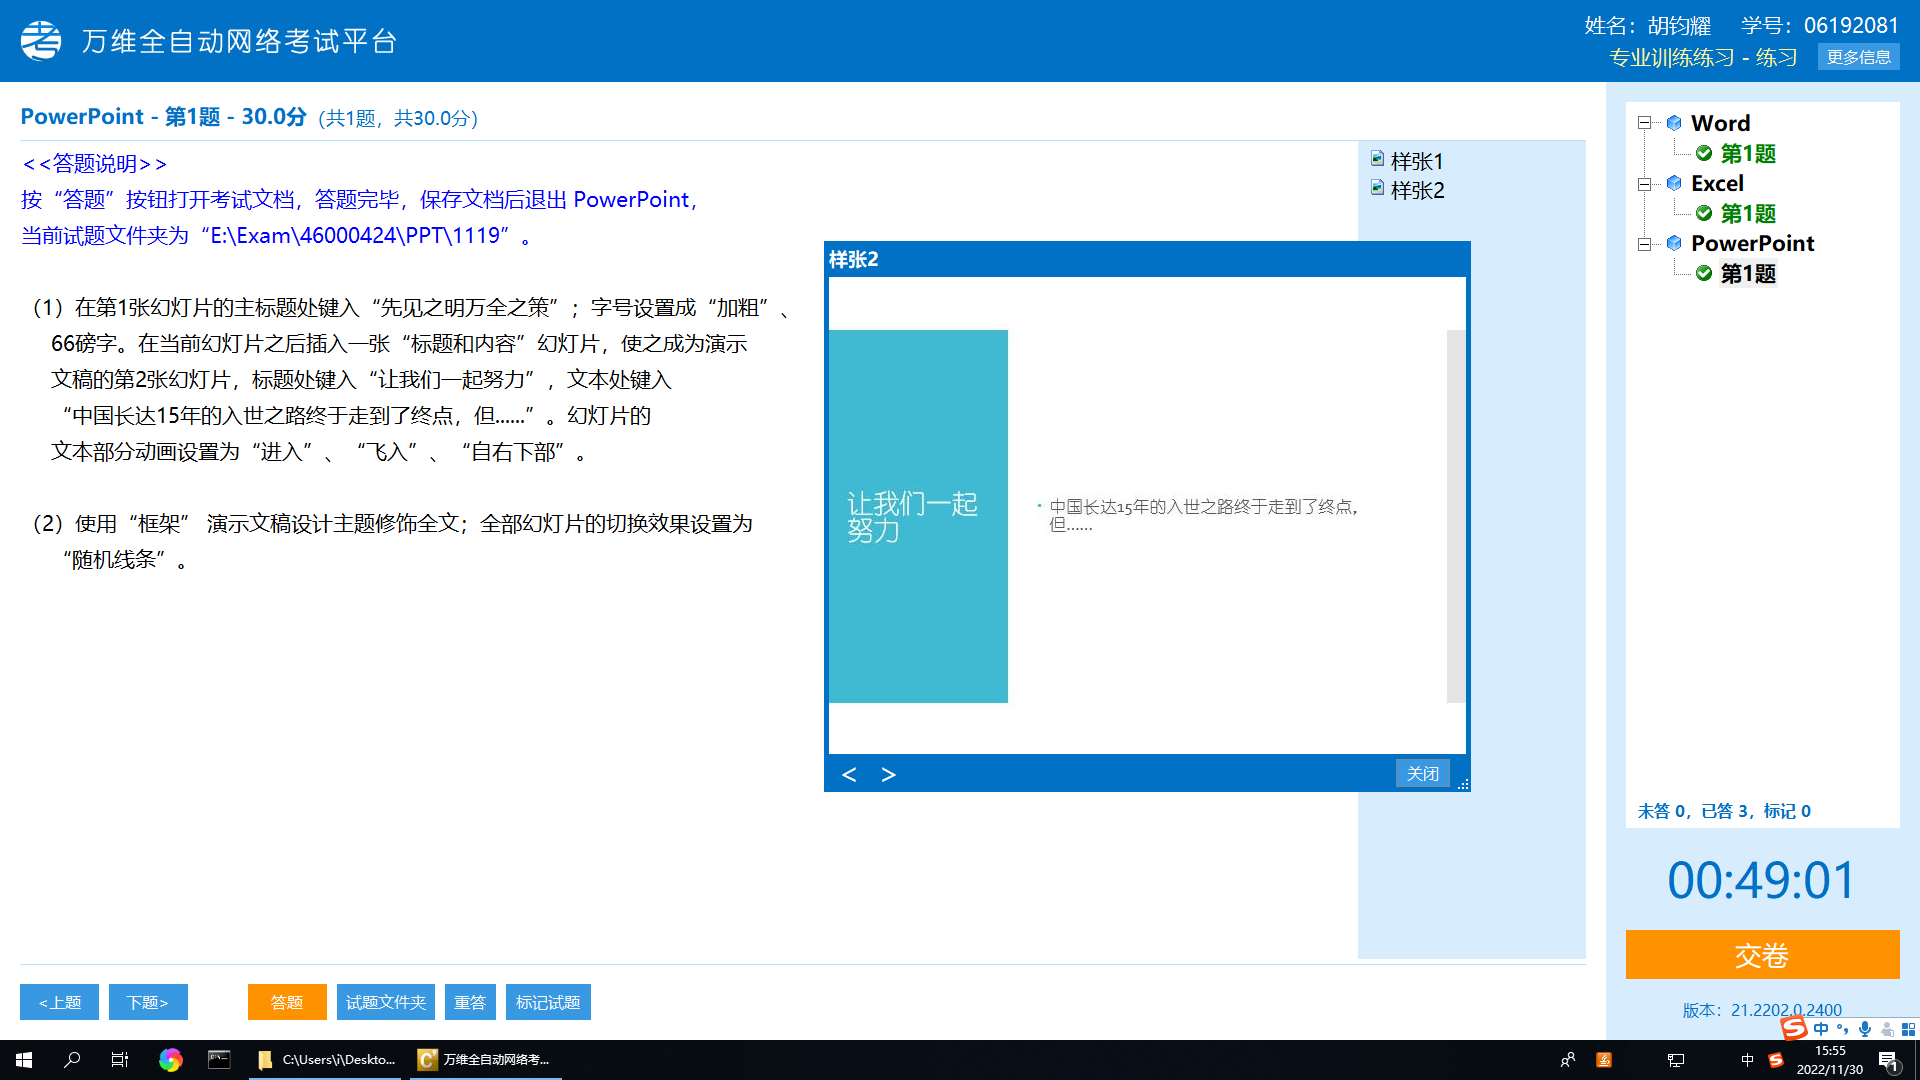 万维全自动网络考试平台
姓名：胡钧耀 学号：06192081
专业训练练习 - 练习 更多信息
PowerPoint - 第1题 - 30.0分 (共1题，共30.0分)
<<答题说明>>
按“答题”按钮打开考试文档，答题完毕，保存文档后退出 PowerPoint，
当前试题文件夹为“E:\Exam\46000424\PPT\1119”。
（1）在第1张幻灯片的主标题处键入“先见之明万全之策”；字号设置成“加粗”、
66磅字。在当前幻灯片之后插入一张“标题和内容”幻灯片，使之成为演示
文稿的第2张幻灯片，标题处键入“让我们一起努力”，文本处键入
“中国长达15年的入世之路终于走到了终点，但……”。幻灯片的
文本部分动画设置为“进入”、“飞入”、“自右下部”。
（2）使用“框架” 演示文稿设计主题修饰全文；全部幻灯片的切换效果设置为
“随机线条”。
样张1
样张2
样张2
让我们一起
努力
• 中国长达15年的入世之路终于走到了终点，
但……
< >
关闭
Word
第1题
Excel
第1题
PowerPoint
第1题
未答 0，已答 3，标记 0
00:49:01
交卷
版本：21.2202.0.2400
<上题
下题>
答题
试题文件夹
重答
标记试题
中
C:\Users\i\Deskto...
万维全自动网络考...
中
15:55
2022/11/30
1